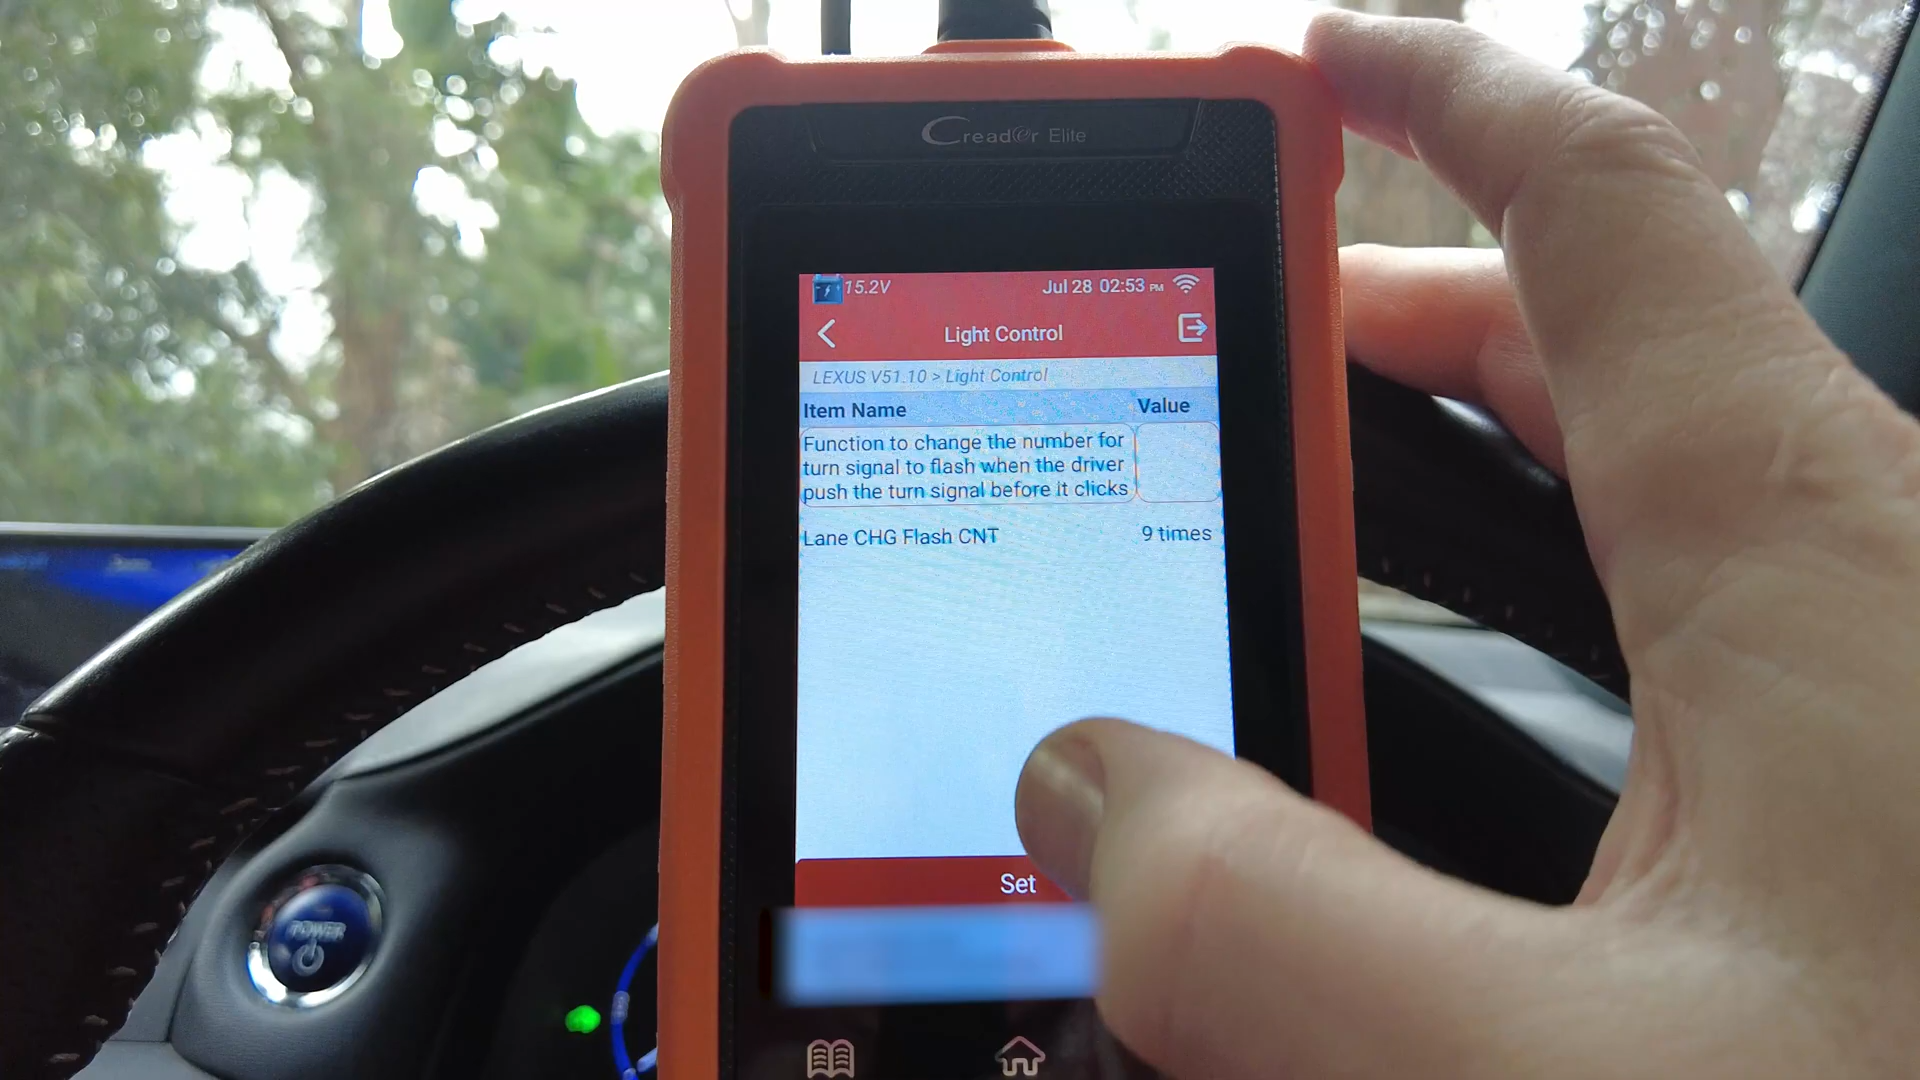 Creader Elite
15.2V
Jul 28 02:53 PM
Light Control
LEXUS V51.10 > Light Control
Item Name
Value
Function to change the number for
turn signal to flash when the driver
push the turn signal before it clicks
Lane CHG Flash CNT
9 times
Set
POWER